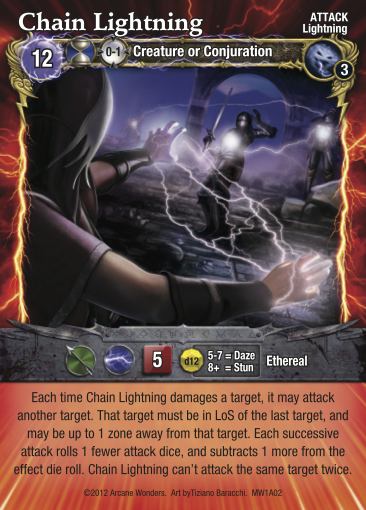 Chain Lightning
ATTACK
Lightning
12
0-1
Creature or Conjuration
3
5
d12
5-7 = Daze
8+ = Stun
Ethereal
Each time Chain Lightning damages a target, it may attack
another target. That target must be in LoS of the last target, and
may be up to 1 zone away from that target. Each successive
attack rolls 1 fewer attack dice, and subtracts 1 more from the
effect die roll. Chain Lightning can't attack the same target twice.
©2012 Arcane Wonders. Art byTiziano Baracchi. MW1A02